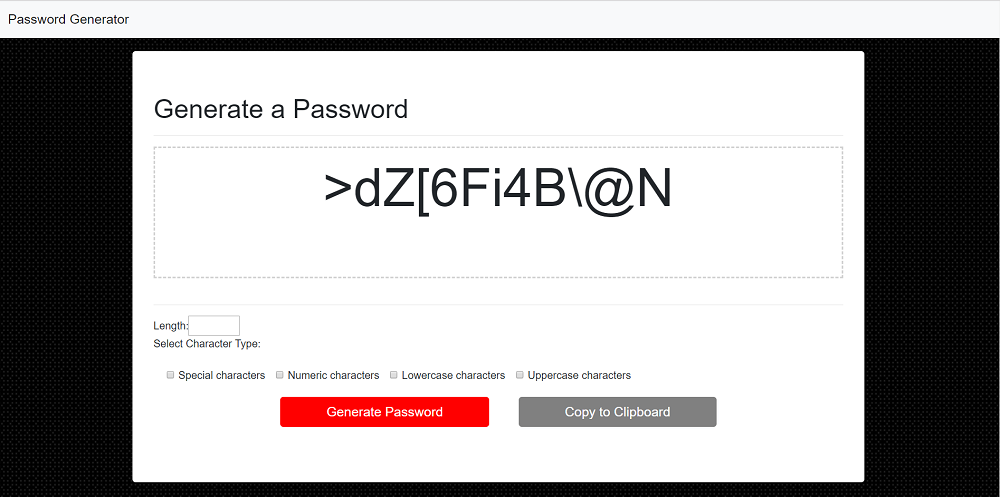 Password Generator
Generate a Password
>dZ[6Fi4B\@N
Length:
Select Character Type:
Special characters Numeric characters Lowercase characters Uppercase characters
Generate Password Copy to Clipboard